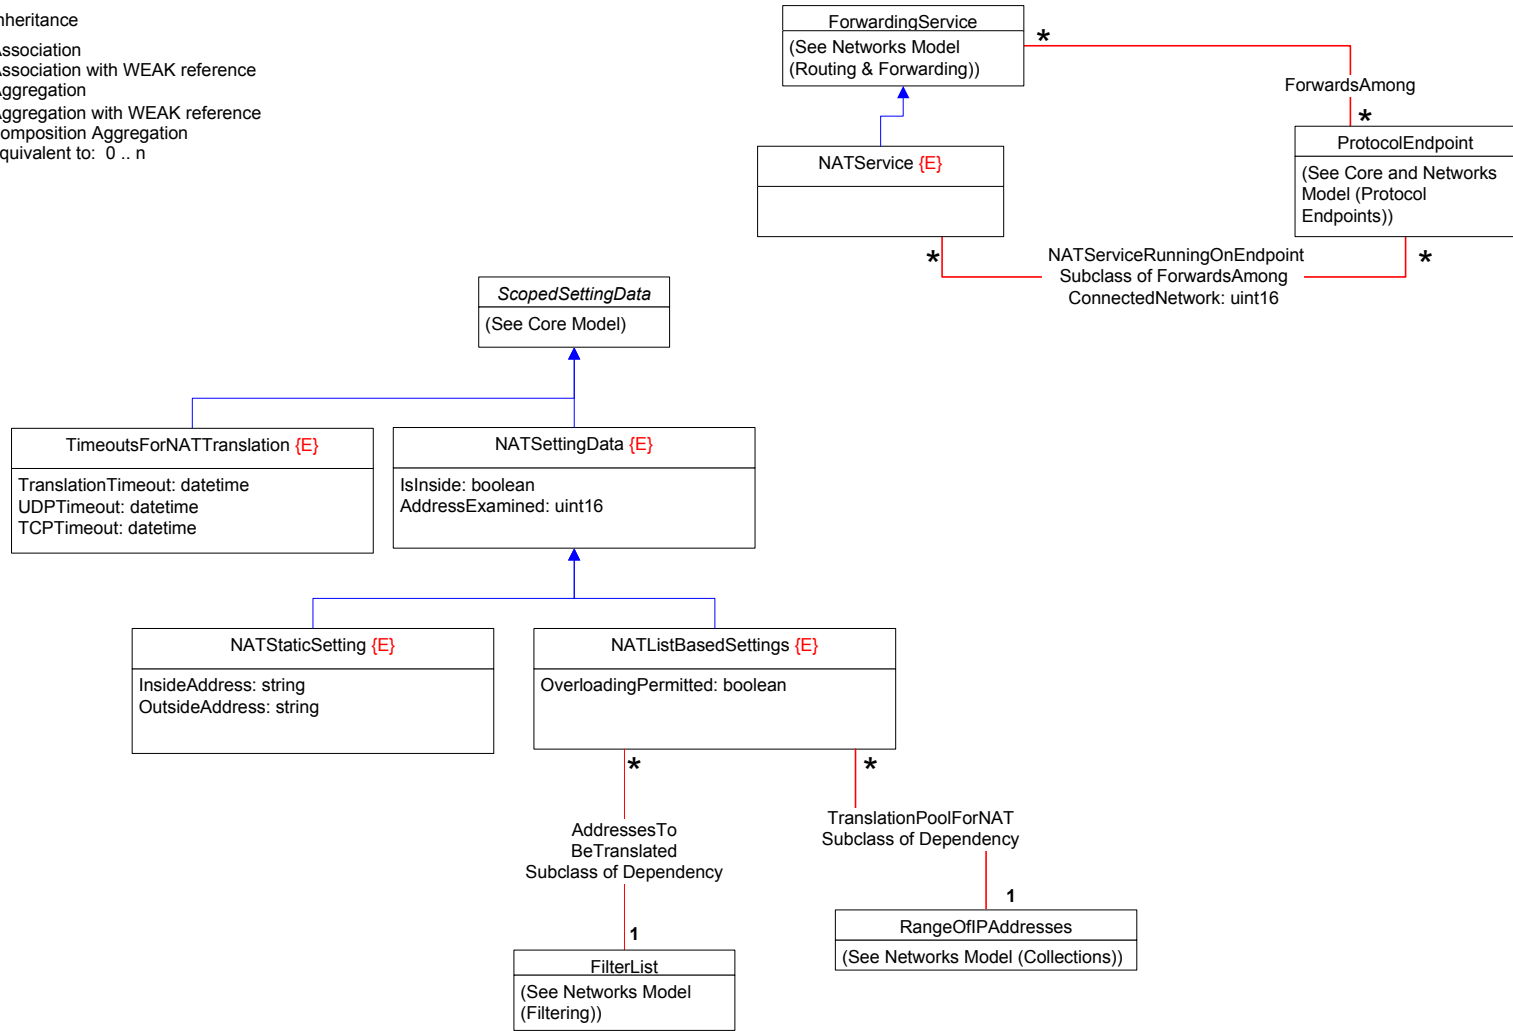 nheritance
ssociation
ssociation with WEAK reference
ggregation
ggregation with WEAK reference
omposition Aggregation
quivalent to: 0 .. n
ForwardingService
(See Networks Model
(Routing & Forwarding))
*
ForwardsAmong
*
ProtocolEndpoint
(See Core and Networks
Model (Protocol
Endpoints))
NATService {E}
*
NATServiceRunningOnEndpoint
Subclass of ForwardsAmong
ConnectedNetwork: uint16
*
ScopedSettingData
(See Core Model)
TimeoutsForNATTranslation {E}
TranslationTimeout: datetime
UDPTimeout: datetime
TCPTimeout: datetime
NATSettingData {E}
IsInside: boolean
AddressExamined: uint16
NATStaticSetting {E}
InsideAddress: string
OutsideAddress: string
NATListBasedSettings {E}
OverloadingPermitted: boolean
*
*
AddressesTo
BeTranslated
Subclass of Dependency
TranslationPoolForNAT
Subclass of Dependency
1
1
RangeOfIPAddresses
(See Networks Model (Collections))
FilterList
(See Networks Model
(Filtering))